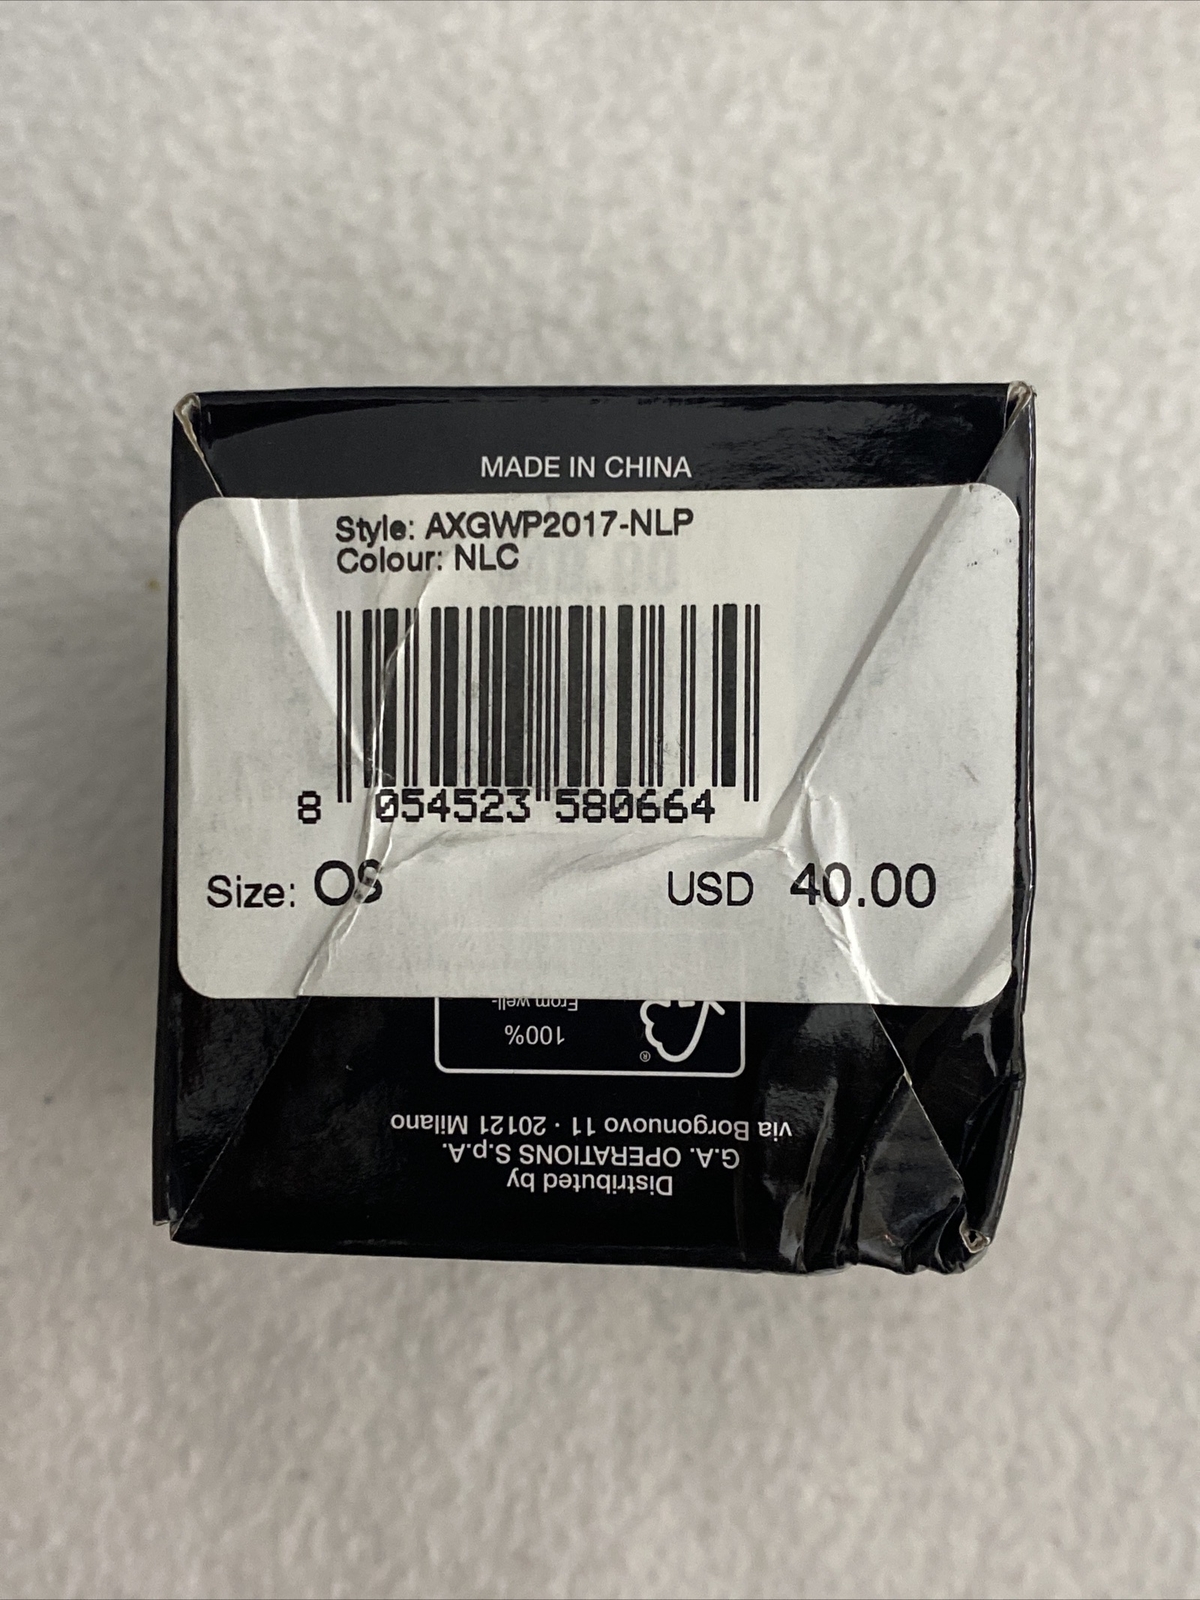 MADE IN CHINA
Style: AXGWP2017-NLP
Colour: NLC
8 054523 580664
Size: OS
USD 40.00
Distributed by
G.A. OPERATIONS S.p.A.
via Borgonuovo 11 · 20121 Milano
®
100%
From well-